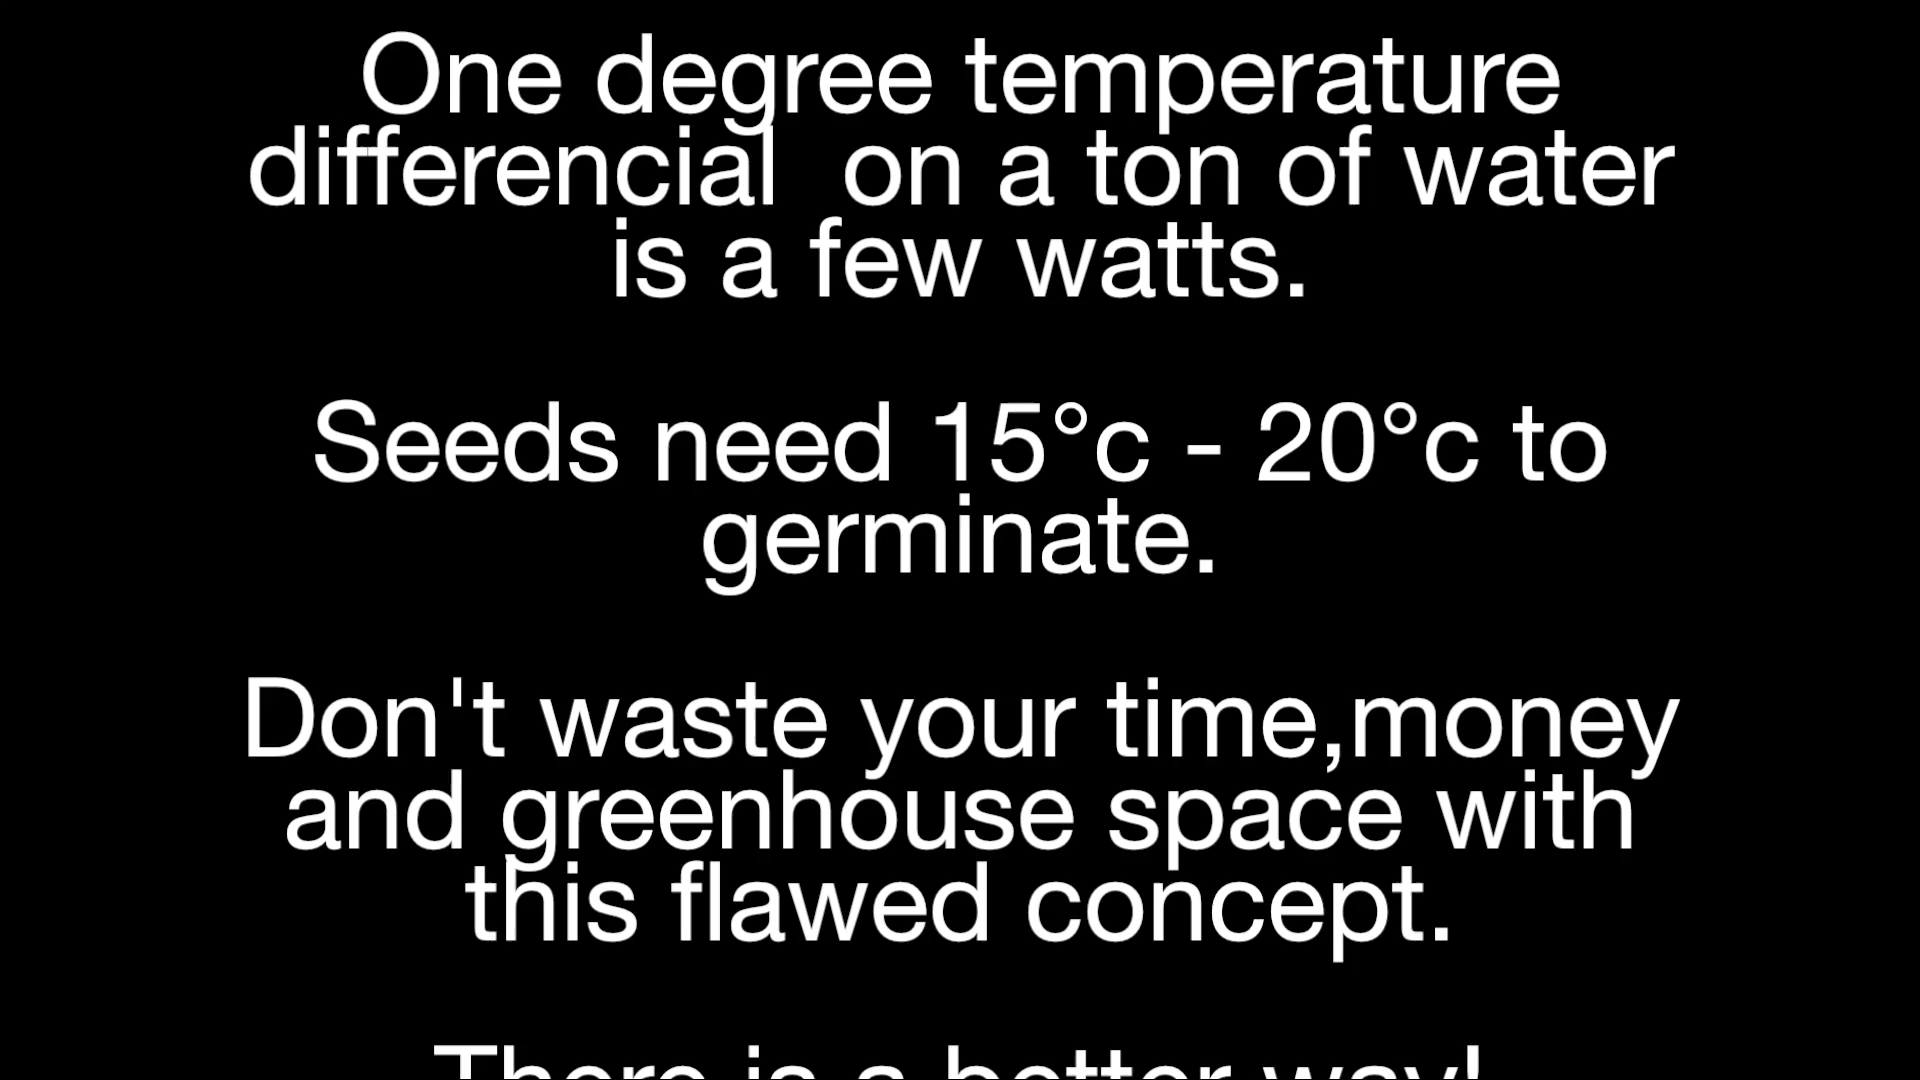 One degree temperature
differencial  on a ton of water
is a few watts.
Seeds need 15°c - 20°c to
germinate.
Don't waste your time,money
and greenhouse space with
this flawed concept.
There is a better way!